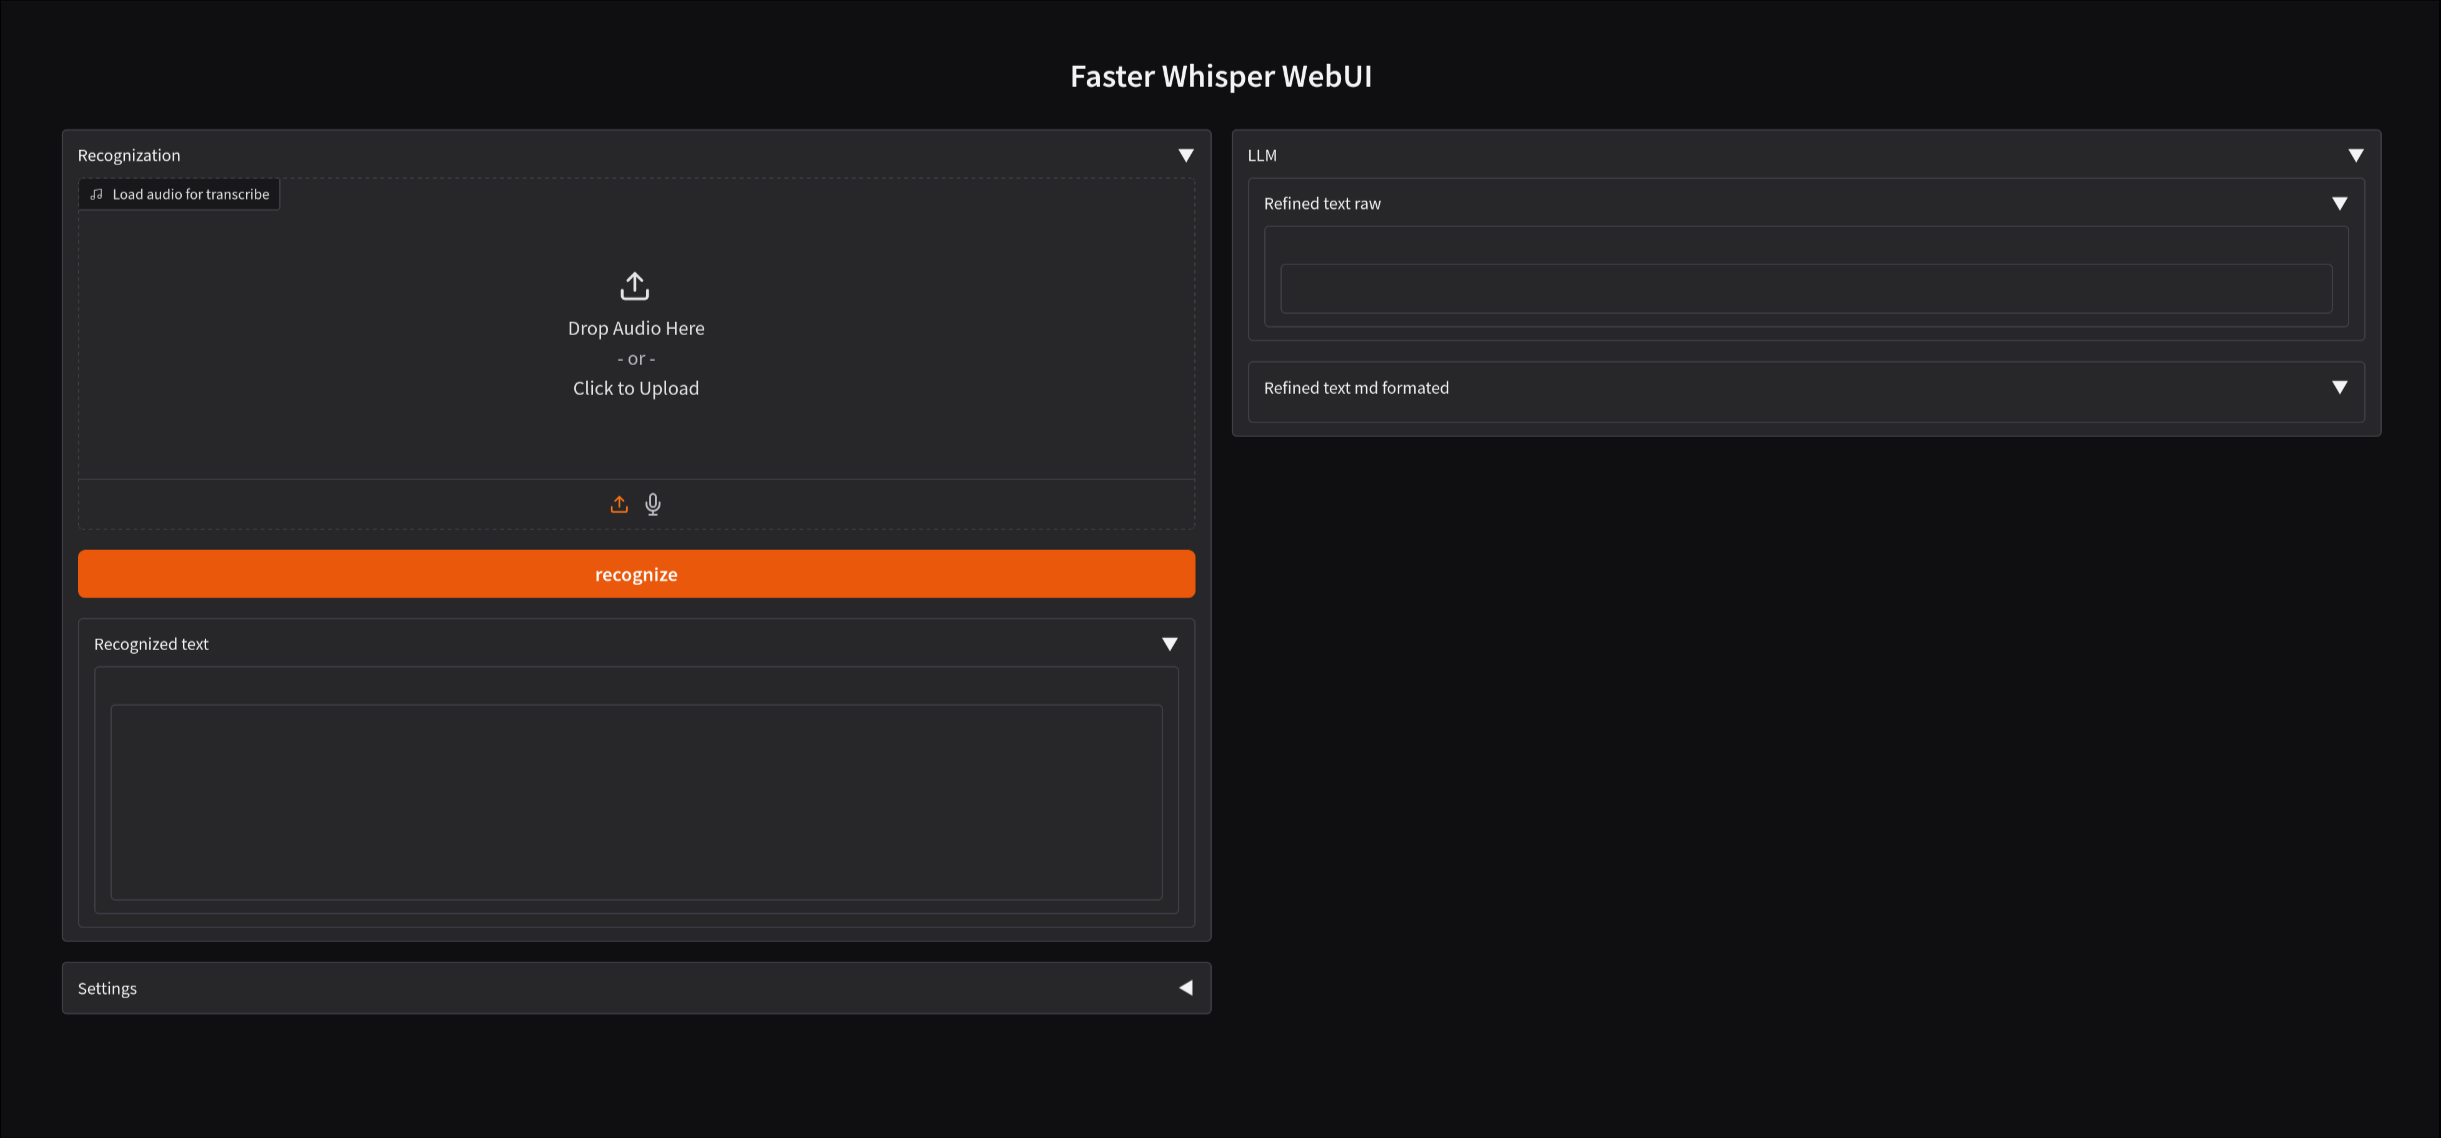 Faster Whisper WebUI
Recognization
Load audio for transcribe
Drop Audio Here
- or -
Click to Upload
recognize
Recognized text
Settings
LLM
Refined text raw
Refined text md formated